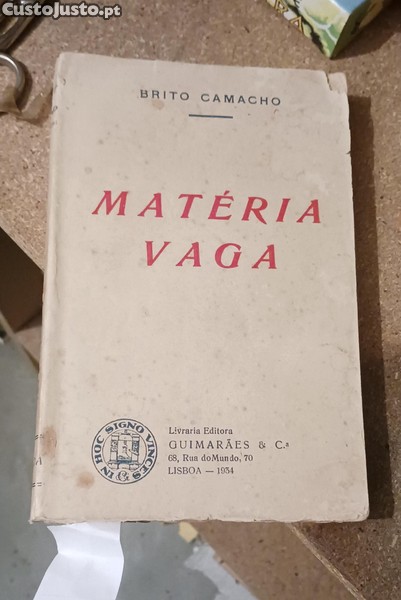 CustoJusto.pt
BRITO CAMACHO
MATÉRIA
VAGA
IN HOC SIGNO VINCES
Livraria Editora
GUIMARÃES & C.ª
68, Rua do Mundo, 70
LISBOA — 1934